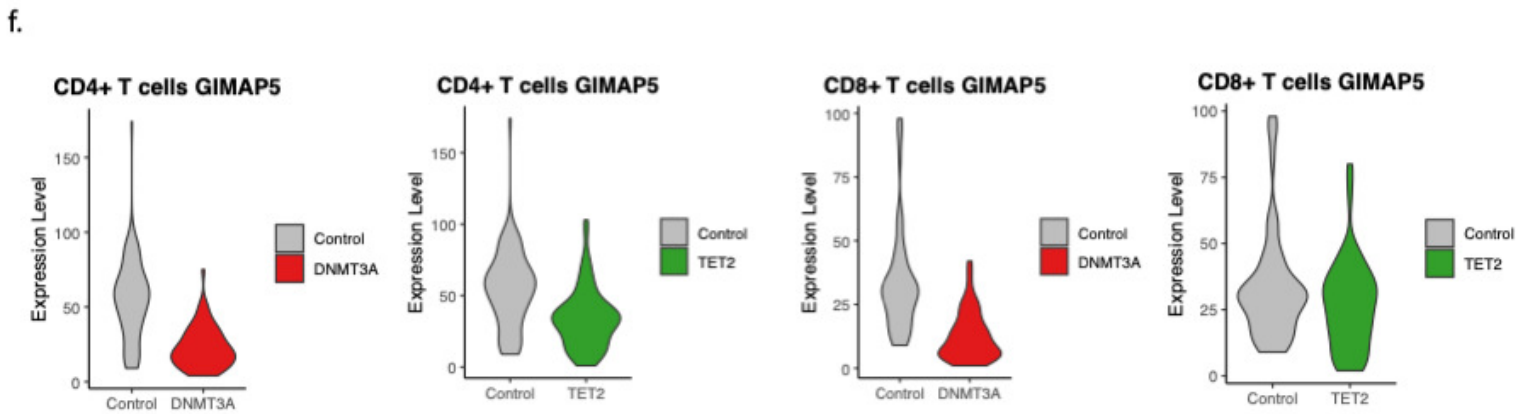 f.
CD4+ T cells GIMAP5
Expression Level
150
100
50
0
Control DNMT3A
Control
DNMT3A
CD4+ T cells GIMAP5
Expression Level
150
100
50
0
Control TET2
Control
TET2
CD8+ T cells GIMAP5
Expression Level
100
75
50
25
0
Control DNMT3A
Control
DNMT3A
CD8+ T cells GIMAP5
Expression Level
100
75
50
25
0
Control TET2
Control
TET2